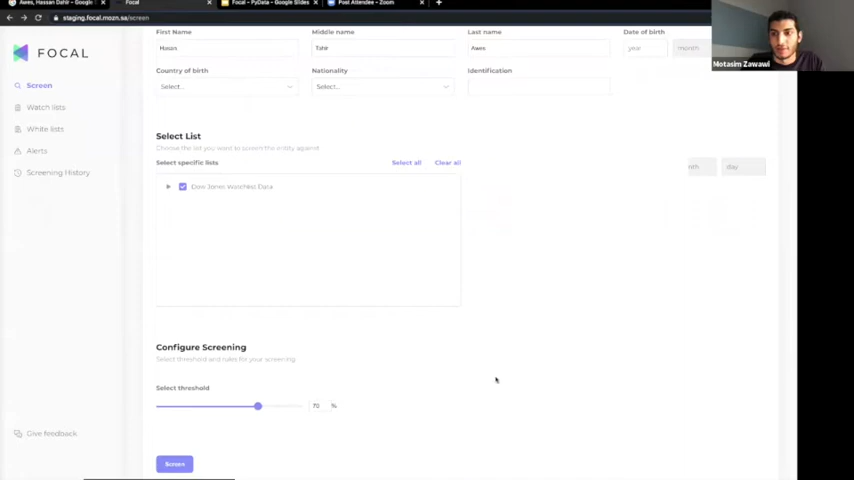 Awes, Hassan Dahir - Google
Focal
Focal - PyData - Google Slides
Post Attendee - Zoom
staging.focal.mozn.sa/screen
Motasim Zawawi
FOCAL
Screen
Watch lists
White lists
Alerts
Screening History
Give feedback
First Name
Middle name
Last name
Date of birth
Hasan
Tahir
Awes
year
month
Country of birth
Nationality
Identification
Select...
Select...
Select List
Choose the list you want to screen the entity against
Select specific lists
Select all
Clear all
nth
day
Dow Jones Watchlist Data
Configure Screening
Select threshold and rules for your screening
Select threshold
70 %
Screen